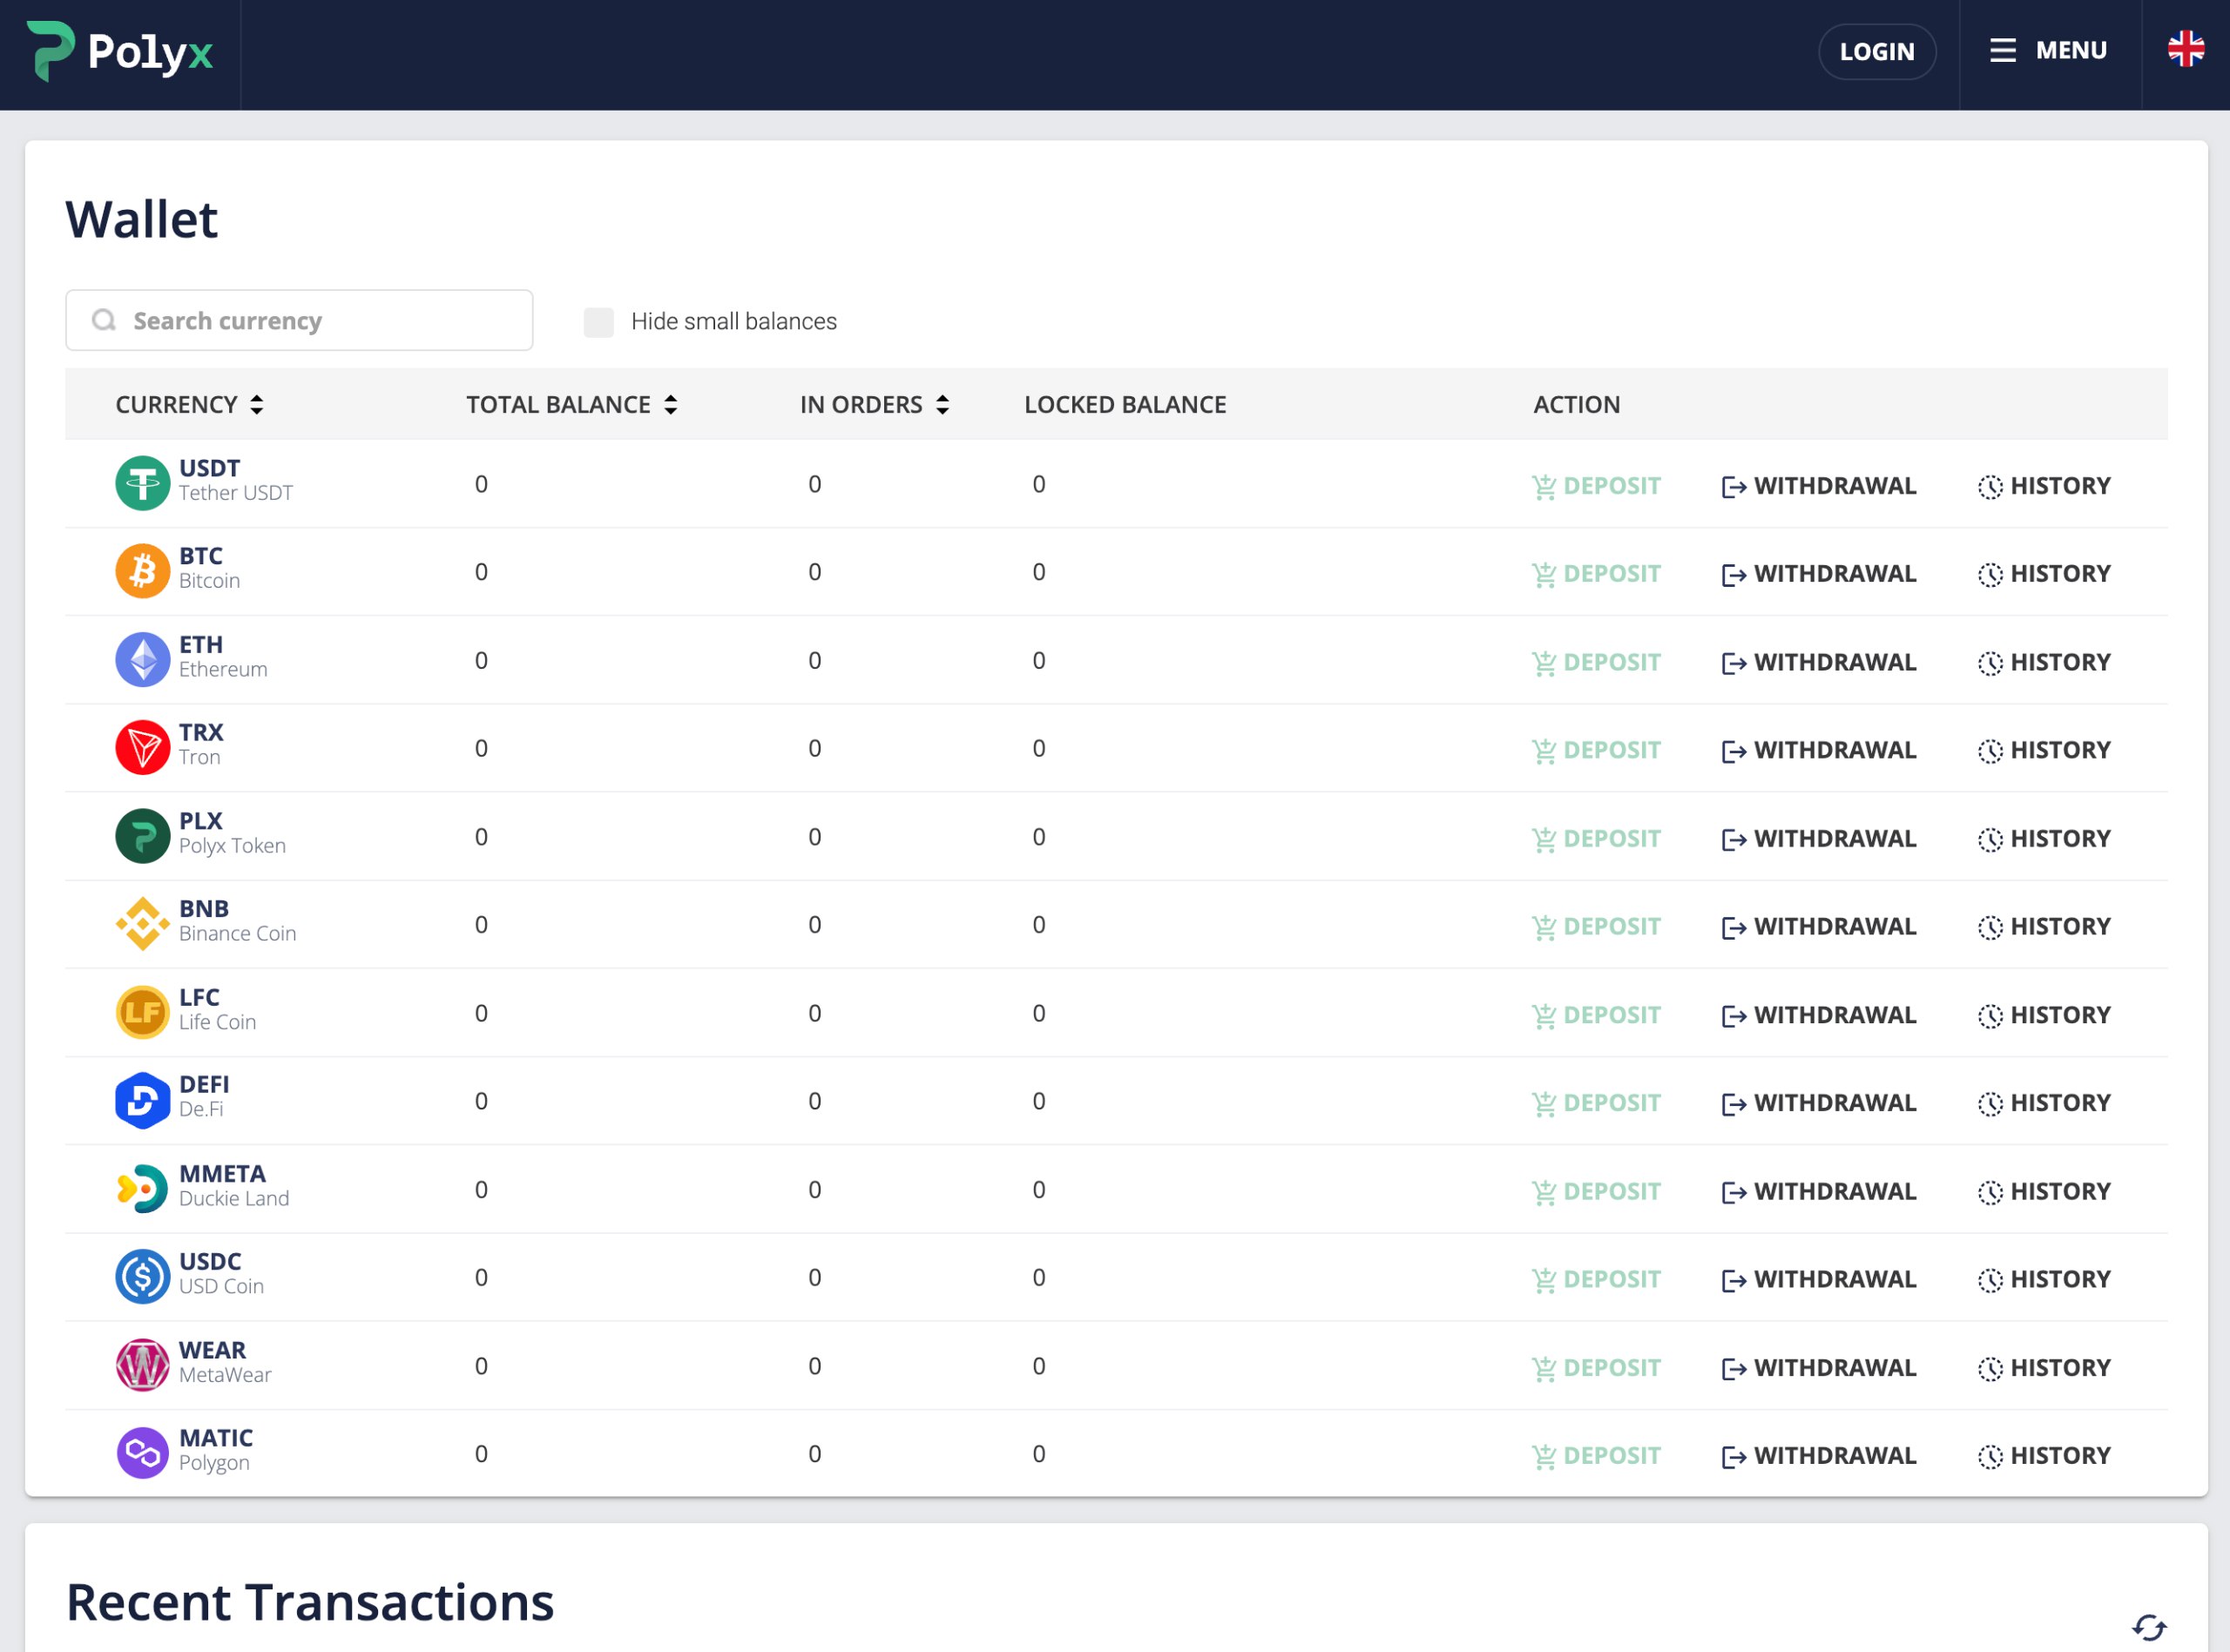 Polyx
LOGIN
MENU
Wallet
Search currency
Hide small balances
CURRENCY TOTAL BALANCE IN ORDERS LOCKED BALANCE ACTION
USDT
Tether USDT
0 0 0 DEPOSIT WITHDRAWAL HISTORY
BTC
Bitcoin
0 0 0 DEPOSIT WITHDRAWAL HISTORY
ETH
Ethereum
0 0 0 DEPOSIT WITHDRAWAL HISTORY
TRX
Tron
0 0 0 DEPOSIT WITHDRAWAL HISTORY
PLX
Polyx Token
0 0 0 DEPOSIT WITHDRAWAL HISTORY
BNB
Binance Coin
0 0 0 DEPOSIT WITHDRAWAL HISTORY
LF
LFC
Life Coin
0 0 0 DEPOSIT WITHDRAWAL HISTORY
DEFI
De.Fi
0 0 0 DEPOSIT WITHDRAWAL HISTORY
MMETA
Duckie Land
0 0 0 DEPOSIT WITHDRAWAL HISTORY
USDC
USD Coin
0 0 0 DEPOSIT WITHDRAWAL HISTORY
W
WEAR
MetaWear
0 0 0 DEPOSIT WITHDRAWAL HISTORY
MATIC
Polygon
0 0 0 DEPOSIT WITHDRAWAL HISTORY
Recent Transactions